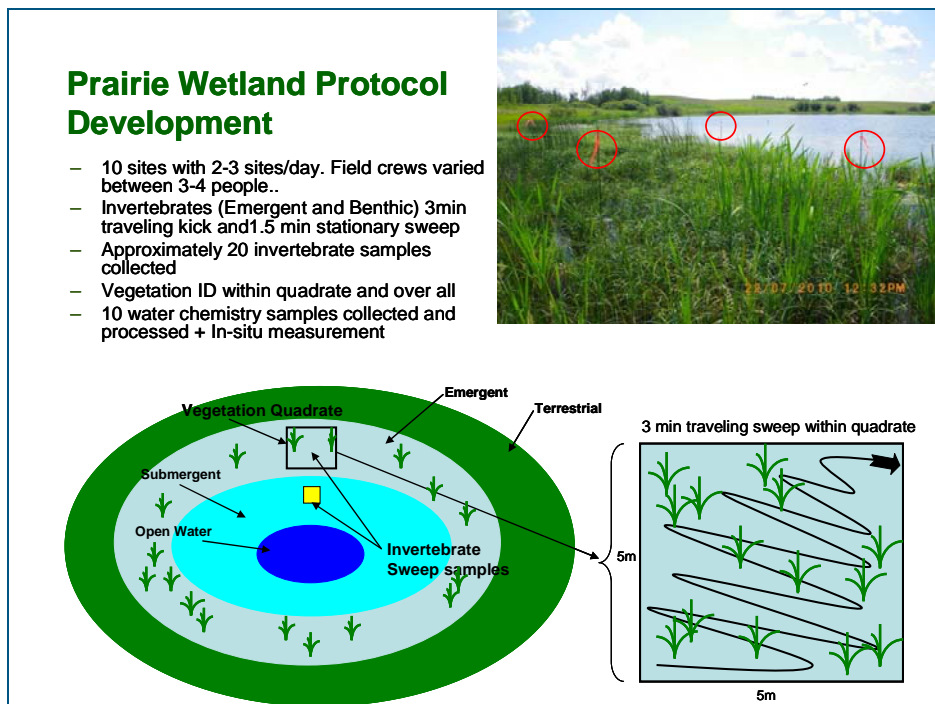 Prairie Wetland Protocol
Development
– 10 sites with 2-3 sites/day. Field crews varied
between 3-4 people..
– Invertebrates (Emergent and Benthic) 3min
traveling kick and1.5 min stationary sweep
– Approximately 20 invertebrate samples
collected
– Vegetation ID within quadrate and over all
– 10 water chemistry samples collected and
processed + In-situ measurement
22/07/2010 12:32PM
Emergent
Vegetation Quadrate
Terrestrial
Submergent
Open Water
Invertebrate
Sweep samples
3 min traveling sweep within quadrate
5m
5m